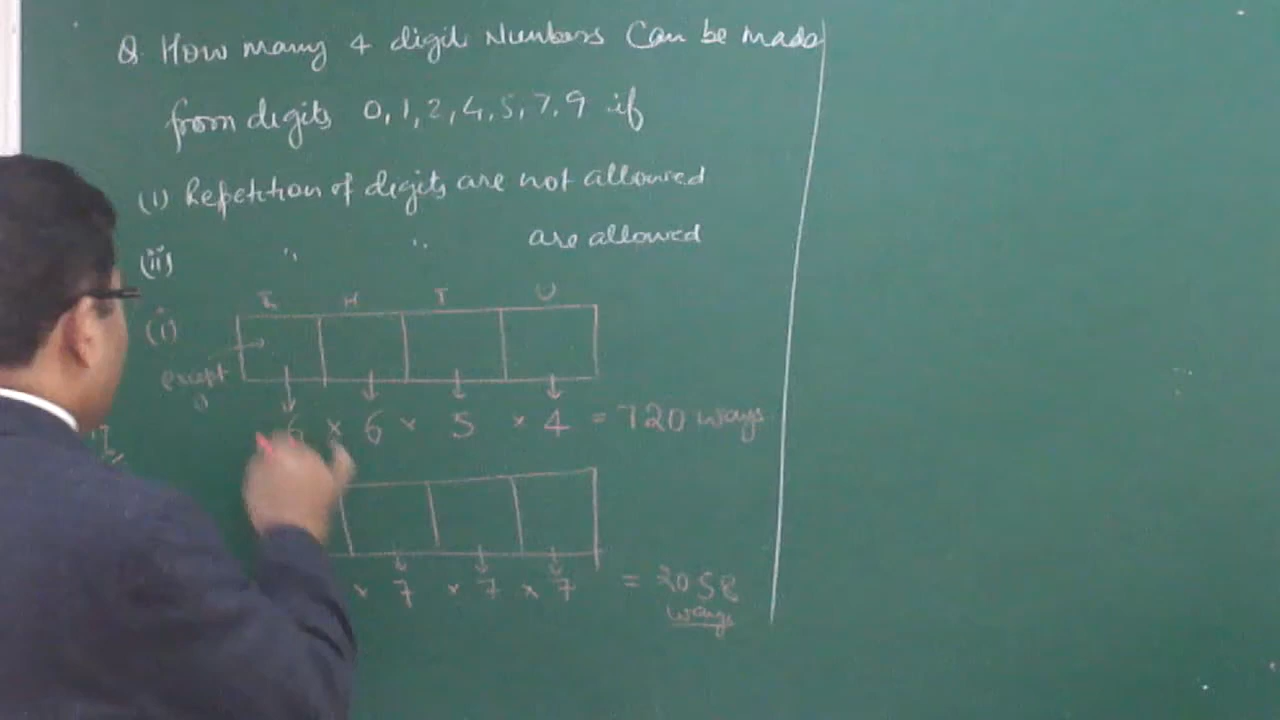 Q. How many 4 digit Numbers Can be made
from digits 0, 1, 2, 4, 5, 7, 9 if
(i) Repetition of digits are not allowed
(ii) " " are allowed
H T U
(i)
except
0
6 × 6 × 5 × 4 = 720 ways
× 7 × 7 × 7 = 2058
ways